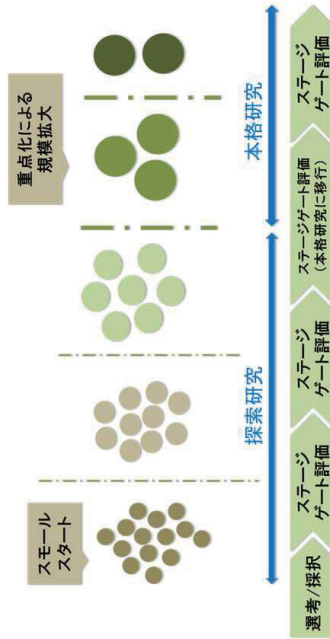 スモール
スタート
重点化による
規模拡大
探索研究
本格研究
選考/採択
ステージ
ゲート評価
ステージ
ゲート評価
ステージゲート評価
(本格研究に移行)
ステージ
ゲート評価